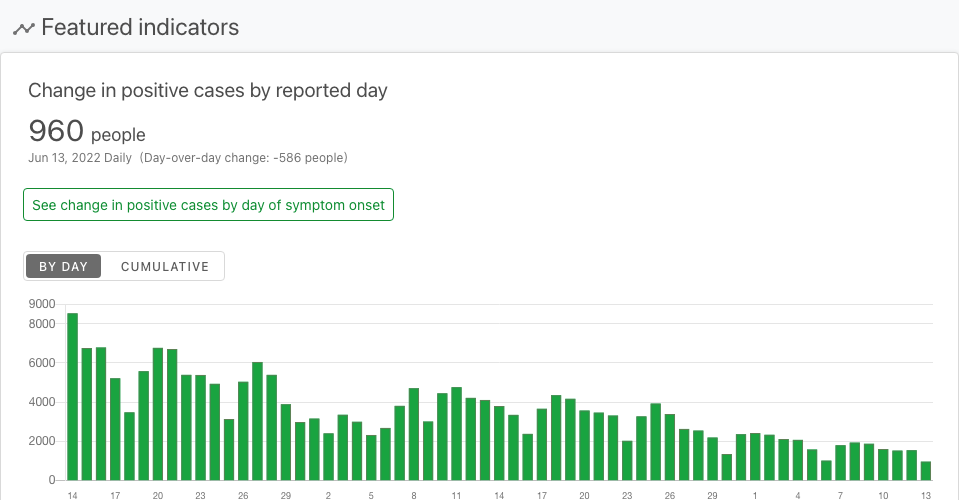 Featured indicators
Change in positive cases by reported day
960 people
Jun 13, 2022 Daily (Day-over-day change: -586 people)
See change in positive cases by day of symptom onset
BY DAY CUMULATIVE
9000
8000
6000
4000
2000
0
14 17 20 23 26 29 2 5 8 11 14 17 20 23 26 29 1 4 7 10 13